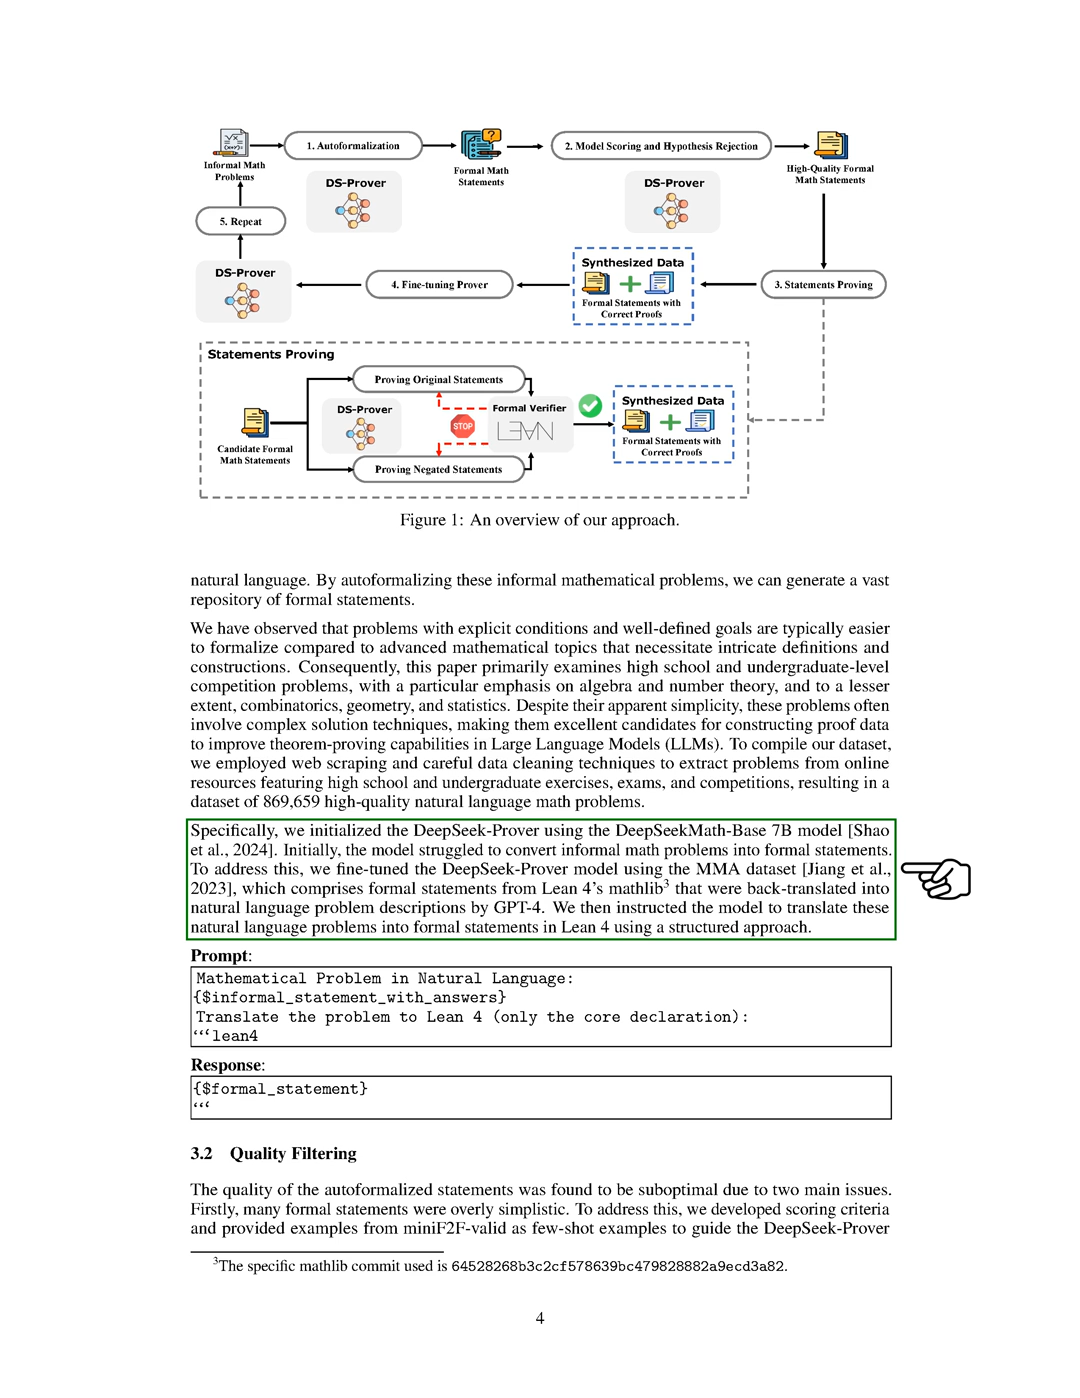 1. Autoformalization
2. Model Scoring and Hypothesis Rejection
Informal Math
Problems
Formal Math
Statements
High-Quality Formal
Math Statements
DS-Prover
DS-Prover
5. Repeat
DS-Prover
4. Fine-tuning Prover
Synthesized Data
Formal Statements with
Correct Proofs
3. Statements Proving
Statements Proving
Proving Original Statements
Candidate Formal
Math Statements
DS-Prover
STOP
Formal Verifier
LEAN
Proving Negated Statements
Synthesized Data
Formal Statements with
Correct Proofs
Figure 1: An overview of our approach.
natural language. By autoformalizing these informal mathematical problems, we can generate a vast
repository of formal statements.
We have observed that problems with explicit conditions and well-defined goals are typically easier
to formalize compared to advanced mathematical topics that necessitate intricate definitions and
constructions. Consequently, this paper primarily examines high school and undergraduate-level
competition problems, with a particular emphasis on algebra and number theory, and to a lesser
extent, combinatorics, geometry, and statistics. Despite their apparent simplicity, these problems often
involve complex solution techniques, making them excellent candidates for constructing proof data
to improve theorem-proving capabilities in Large Language Models (LLMs). To compile our dataset,
we employed web scraping and careful data cleaning techniques to extract problems from online
resources featuring high school and undergraduate exercises, exams, and competitions, resulting in a
dataset of 869,659 high-quality natural language math problems.
Specifically, we initialized the DeepSeek-Prover using the DeepSeekMath-Base 7B model [Shao
et al., 2024]. Initially, the model struggled to convert informal math problems into formal statements.
To address this, we fine-tuned the DeepSeek-Prover model using the MMA dataset [Jiang et al.,
2023], which comprises formal statements from Lean 4's mathlib³ that were back-translated into
natural language problem descriptions by GPT-4. We then instructed the model to translate these
natural language problems into formal statements in Lean 4 using a structured approach.
Prompt:
Mathematical Problem in Natural Language:
{$informal_statement_with_answers}
Translate the problem to Lean 4 (only the core declaration):
```lean4
Response:
{$formal_statement}
```
3.2 Quality Filtering
The quality of the autoformalized statements was found to be suboptimal due to two main issues.
Firstly, many formal statements were overly simplistic. To address this, we developed scoring criteria
and provided examples from miniF2F-valid as few-shot examples to guide the DeepSeek-Prover
³The specific mathlib commit used is 64528268b3c2cf578639bc479828882a9ecd3a82.
4